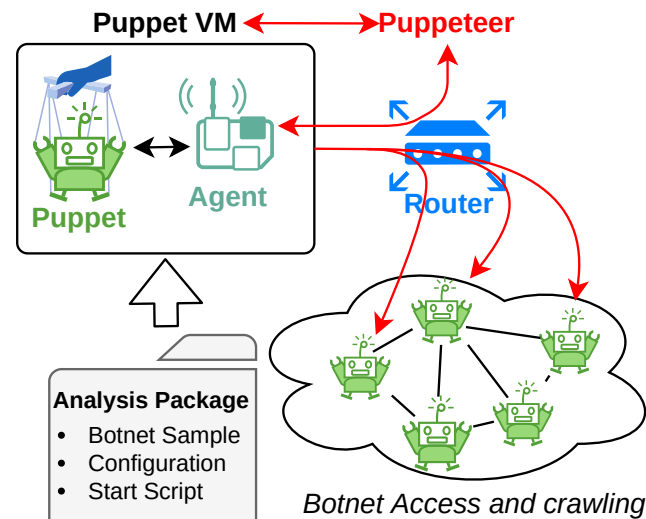 Puppet VM
Puppeteer
Puppet
Agent
Router
Analysis Package
• Botnet Sample
• Configuration
• Start Script
Botnet Access and crawling